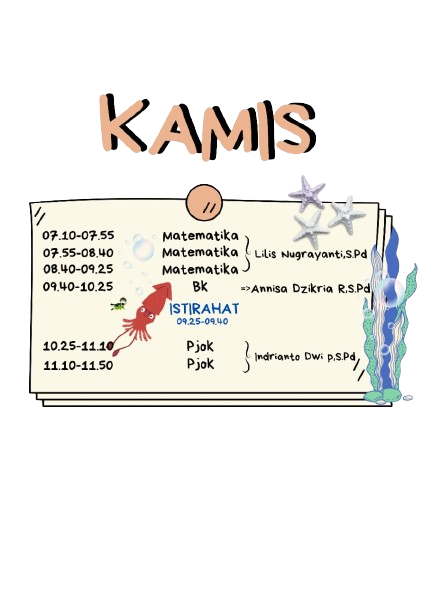 KAMIS
07.10-07.55 Matematika
07.55-08.40 Matematika Lilis Nugrayanti,S.Pd
08.40-09.25 Matematika
09.40-10.25 BK =>Annisa Dzikria R.S.Pd
ISTIRAHAT
09.25-09.40
10.25-11.10 Pjok
Indrianto DWi p,S.Pd
11.10-11.50 Pjok